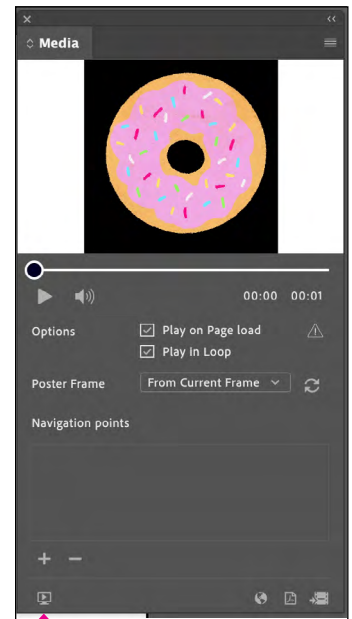 Media
00:00 00:01
Options Play on Page load
Play in Loop
Poster Frame From Current Frame
Navigation points